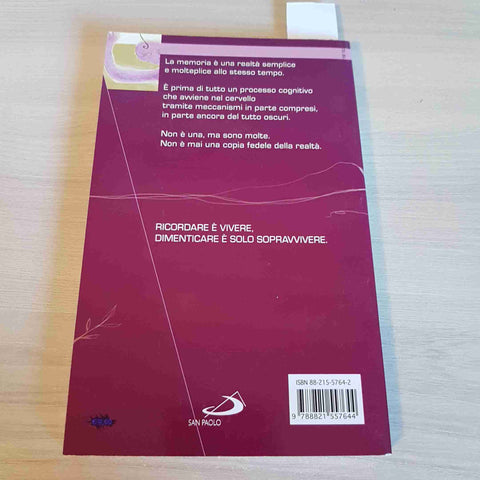 La memoria è una realtà semplice
e molteplice allo stesso tempo.
È prima di tutto un processo cognitivo
che avviene nel cervello
tramite meccanismi in parte compresi,
in parte ancora del tutto oscuri.
Non è una, ma sono molte.
Non è mai una copia fedele della realtà.
RICORDARE È VIVERE,
DIMENTICARE È SOLO SOPRAVVIVERE.
ISBN 88-215-5764-2
9 788821 557644
SAN PAOLO